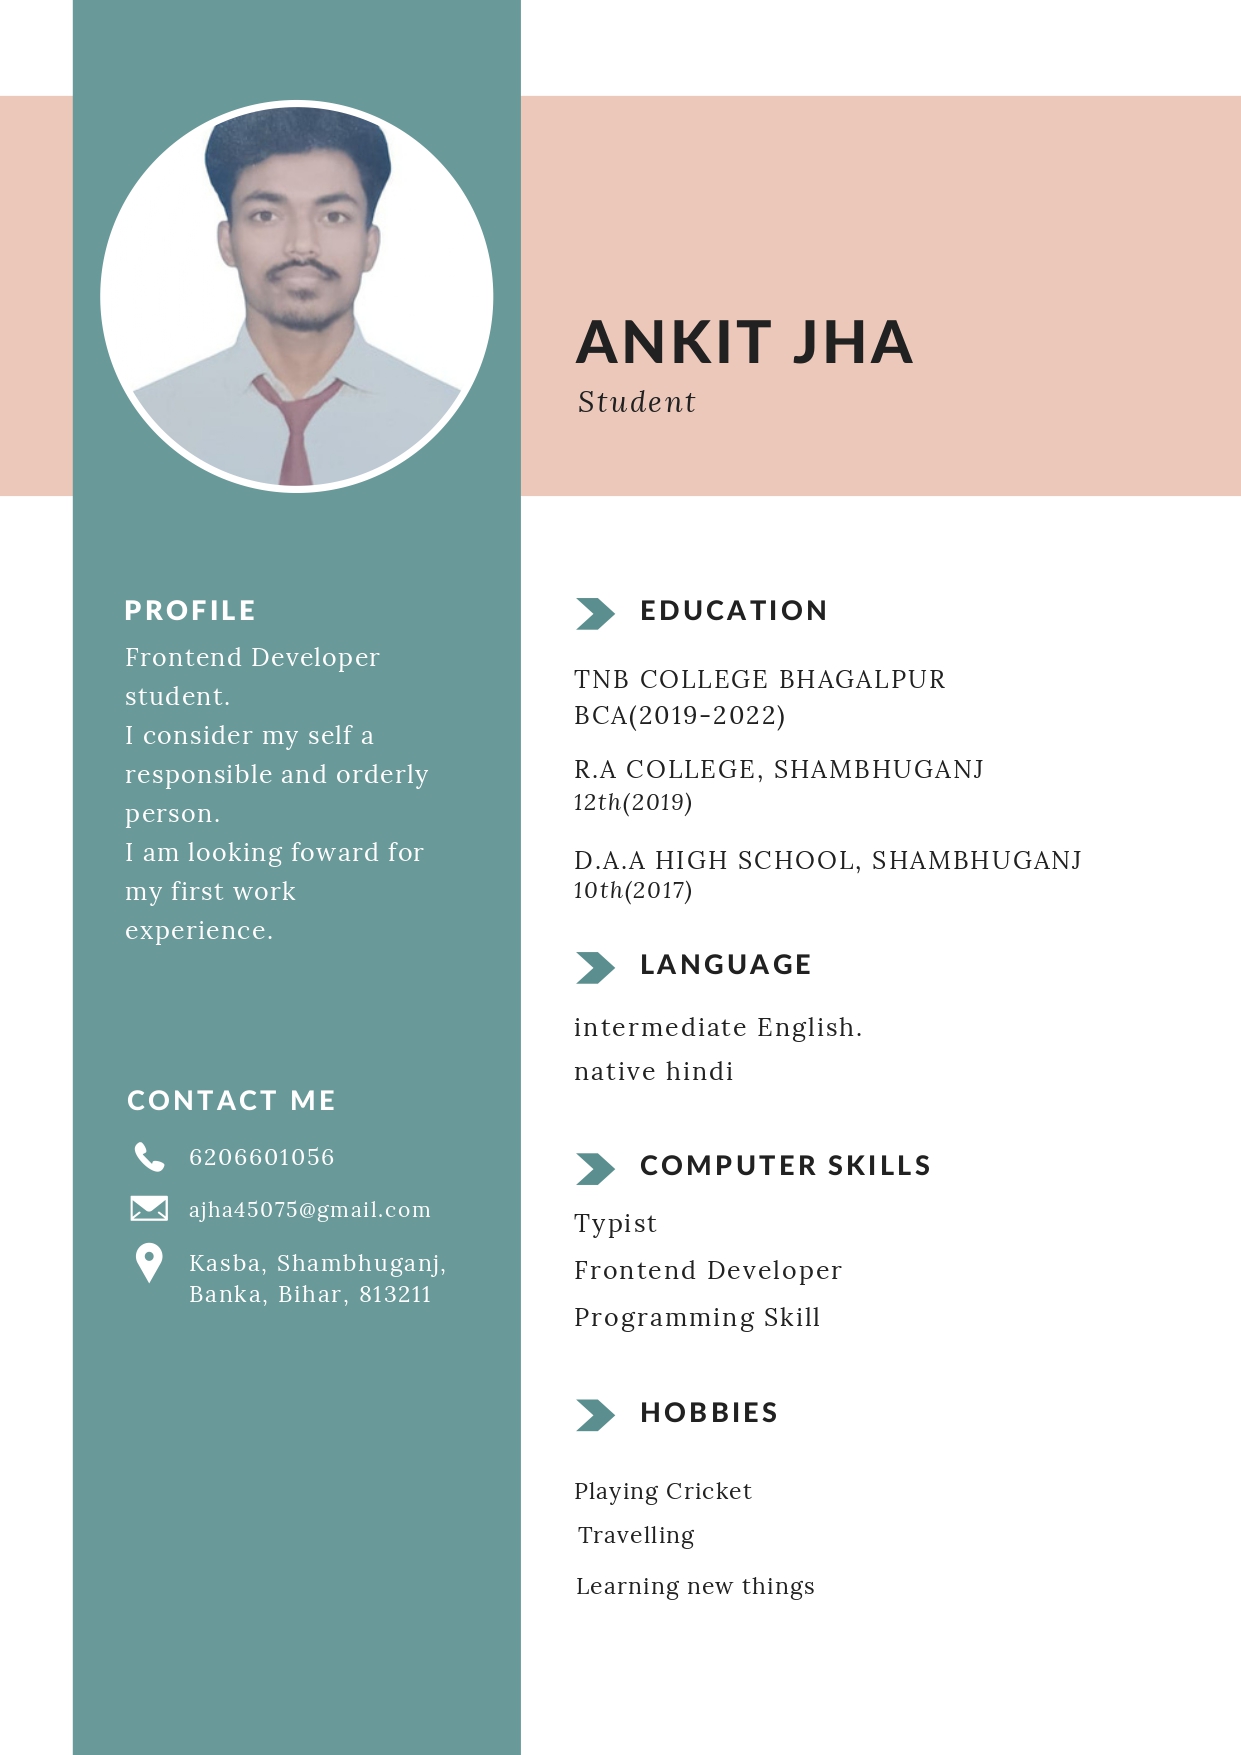 ANKIT JHA
Student
PROFILE
Frontend Developer
student.
I consider my self a
responsible and orderly
person.
I am looking foward for
my first work
experience.
CONTACT ME
6206601056
ajha45075@gmail.com
Kasba, Shambhuganj,
Banka, Bihar, 813211
EDUCATION
TNB COLLEGE BHAGALPUR
BCA(2019-2022)
R.A COLLEGE, SHAMBHUGANJ
12th(2019)
D.A.A HIGH SCHOOL, SHAMBHUGANJ
10th(2017)
LANGUAGE
intermediate English.
native hindi
COMPUTER SKILLS
Typist
Frontend Developer
Programming Skill
HOBBIES
Playing Cricket
Travelling
Learning new things